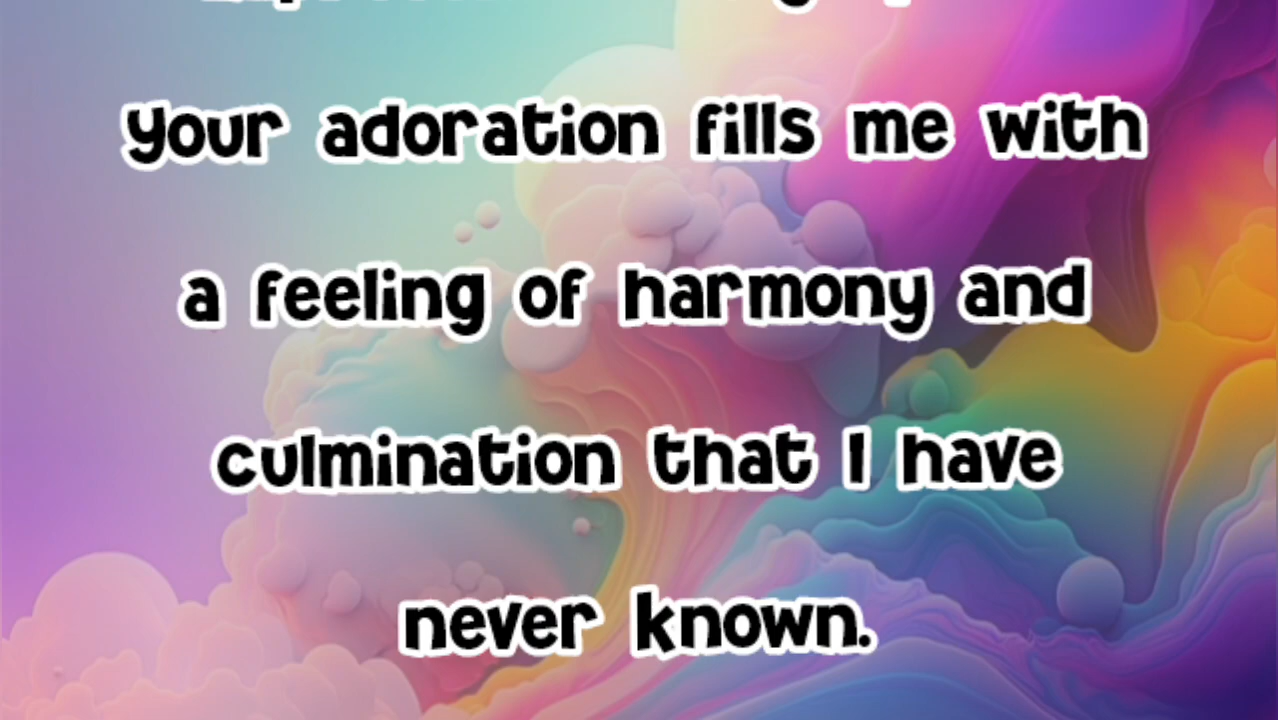 Your adoration fills me with
a feeling of harmony and
culmination that I have
never known.